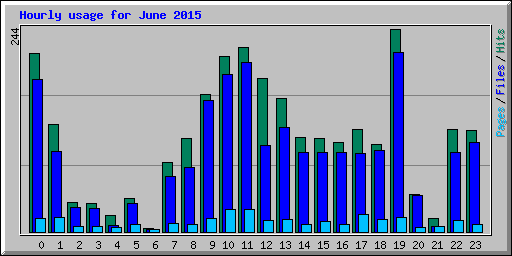 Hourly usage for June 2015
244
Pages / Files / Hits
0 1 2 3 4 5 6 7 8 9 10 11 12 13 14 15 16 17 18 19 20 21 22 23